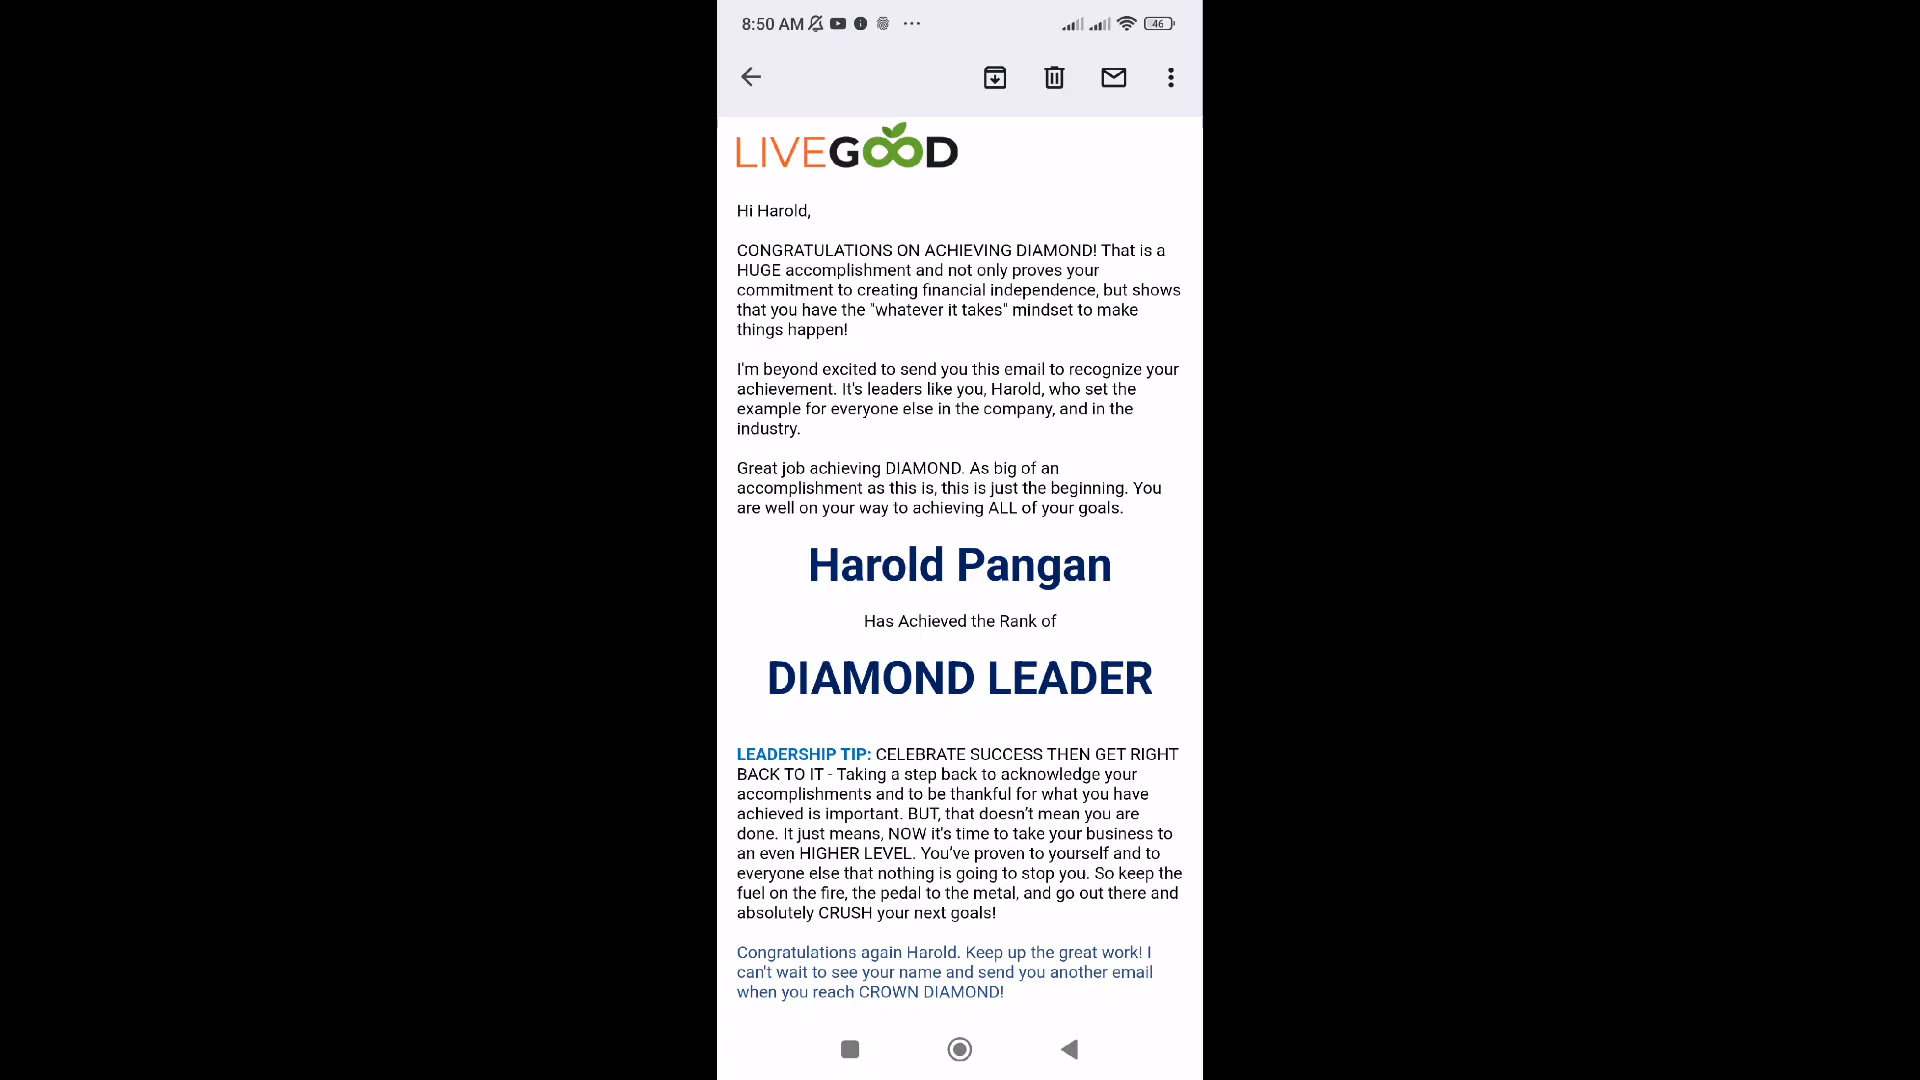 8:50 AM
46
LIVEGOOD
Hi Harold,
CONGRATULATIONS ON ACHIEVING DIAMOND! That is a
HUGE accomplishment and not only proves your
commitment to creating financial independence, but shows
that you have the "whatever it takes" mindset to make
things happen!
I'm beyond excited to send you this email to recognize your
achievement. It's leaders like you, Harold, who set the
example for everyone else in the company, and in the
industry.
Great job achieving DIAMOND. As big of an
accomplishment as this is, this is just the beginning. You
are well on your way to achieving ALL of your goals.
Harold Pangan
Has Achieved the Rank of
DIAMOND LEADER
LEADERSHIP TIP: CELEBRATE SUCCESS THEN GET RIGHT
BACK TO IT - Taking a step back to acknowledge your
accomplishments and to be thankful for what you have
achieved is important. BUT, that doesn’t mean you are
done. It just means, NOW it's time to take your business to
an even HIGHER LEVEL. You’ve proven to yourself and to
everyone else that nothing is going to stop you. So keep the
fuel on the fire, the pedal to the metal, and go out there and
absolutely CRUSH your next goals!
Congratulations again Harold. Keep up the great work! I
can't wait to see your name and send you another email
when you reach CROWN DIAMOND!